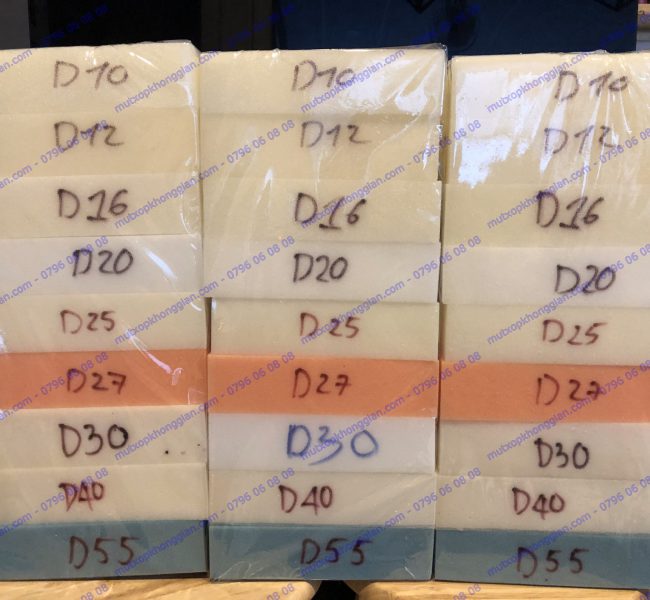 D10 D10 D10
D12 D12 D12
D16 D16 D16
D20 D20 D20
D25 D25 D25
D27 D27 D27
D30 D30 D30
D40 D40 D40
D55 D55 D55
mutxopkhonggian.com - 0796 06 08 08